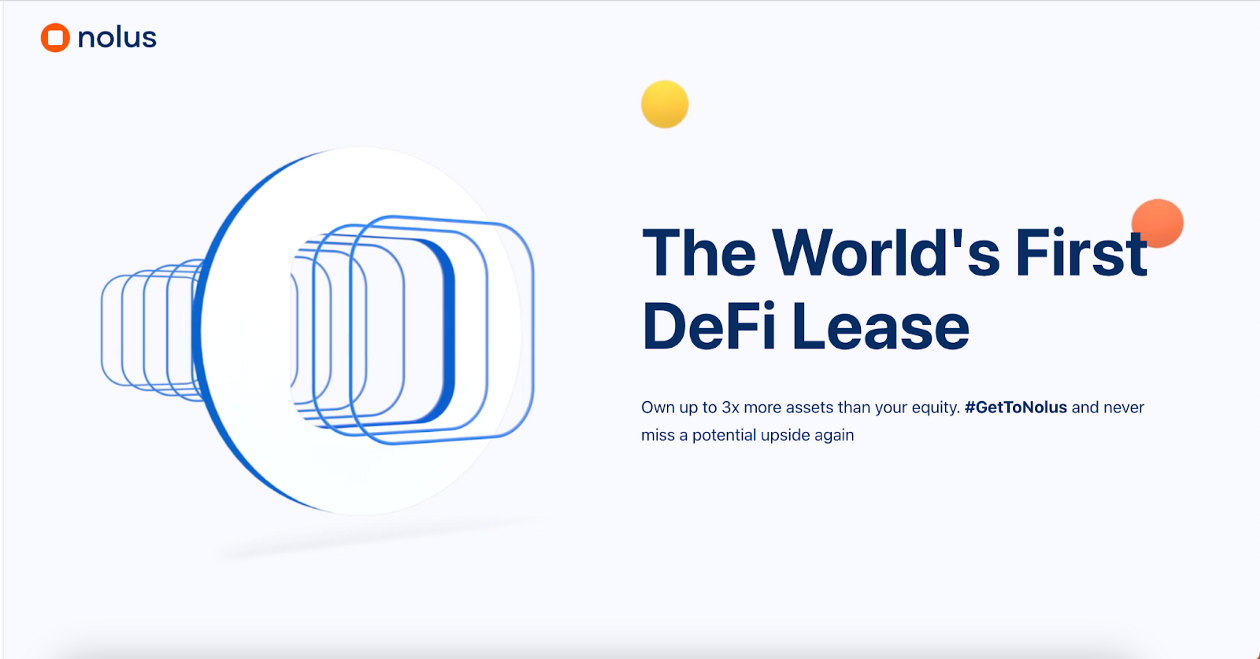 nolus
The World's First
DeFi Lease
Own up to 3x more assets than your equity. #GetToNolus and never
miss a potential upside again